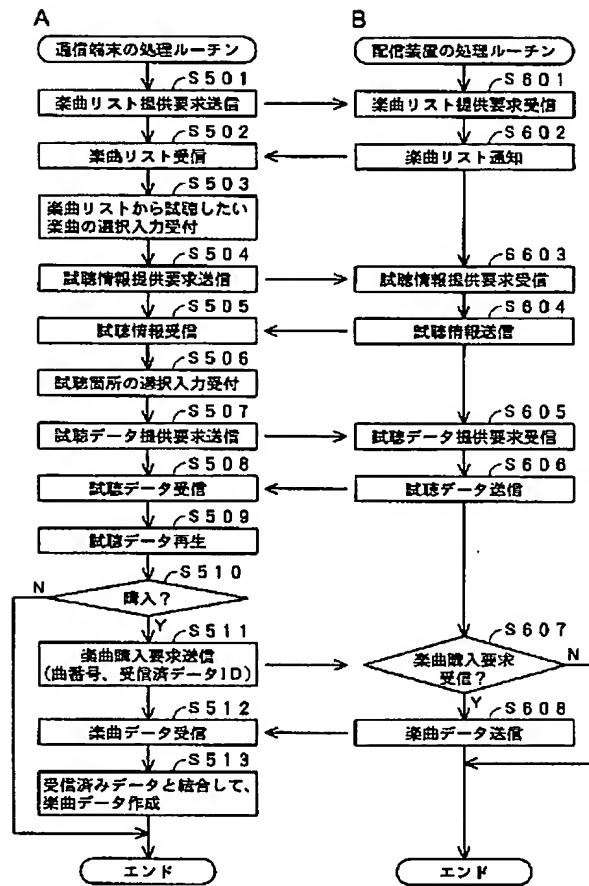 A
通信端末の処理ルーチン
S501
楽曲リスト提供要求送信
S502
楽曲リスト受信
S503
楽曲リストから試聴したい
楽曲の選択入力受付
S504
試聴情報提供要求送信
S505
試聴情報受信
S506
試聴箇所の選択入力受付
S507
試聴データ提供要求送信
S508
試聴データ受信
S509
試聴データ再生
S510
N
購入?
Y
S511
楽曲購入要求送信
(曲番号、受信済データID)
S512
楽曲データ受信
S513
受信済みデータと結合して、
楽曲データ作成
エンド
B
配信装置の処理ルーチン
S601
楽曲リスト提供要求受信
S602
楽曲リスト通知
S603
試聴情報提供要求受信
S604
試聴情報送信
S605
試聴データ提供要求受信
S606
試聴データ送信
S607
楽曲購入要求
受信?
N
Y
S608
楽曲データ送信
エンド